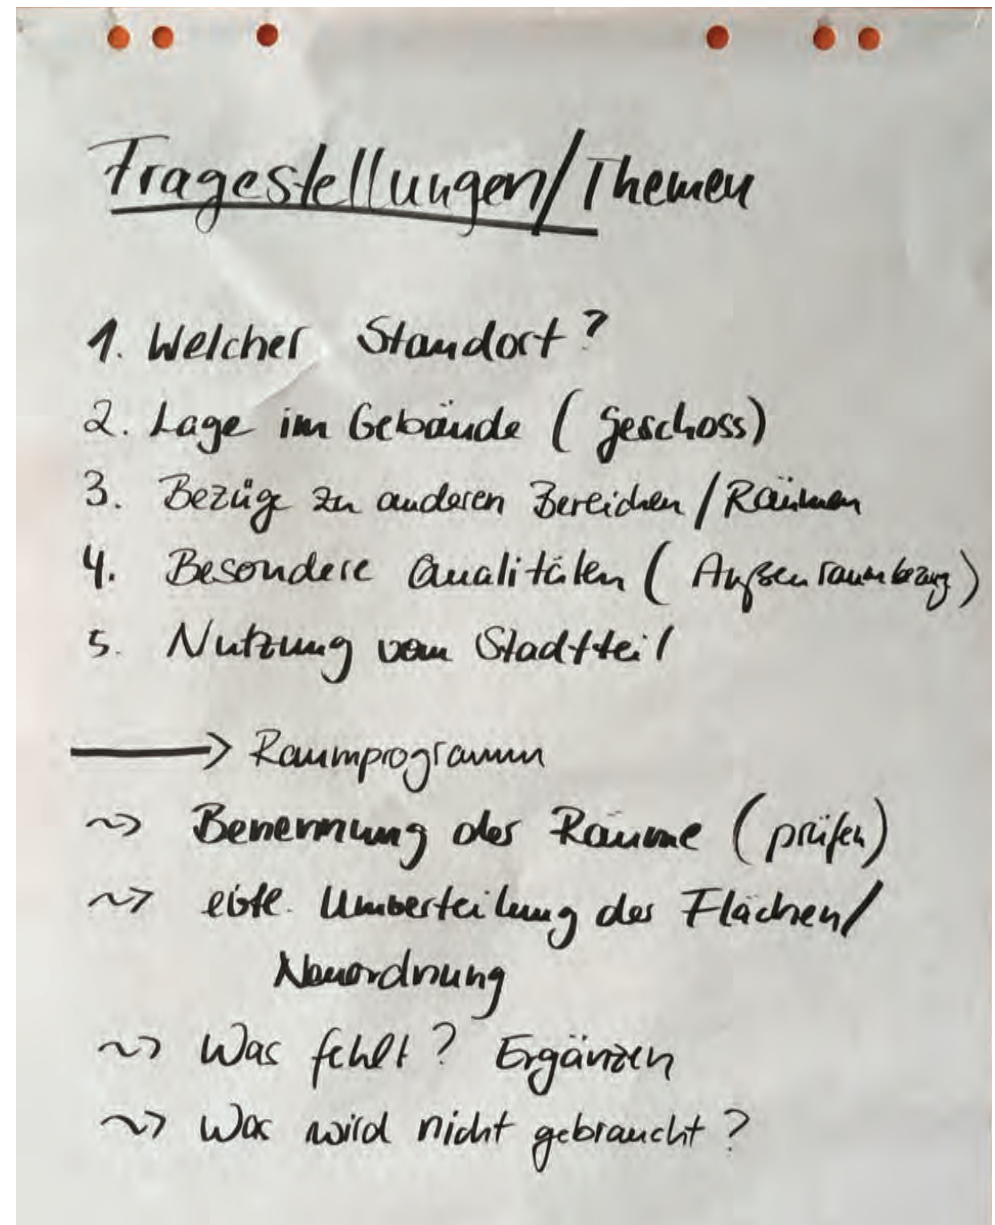 Fragestellungen/Themen
1. Welcher Standort?
2. Lage im Gebäude (Geschoss)
3. Bezüge zu anderen Bereichen/Räumen
4. Besondere Qualitäten (Außenraumbezug)
5. Nutzung vom Stadtteil
→ Raumprogramm
~> Benennung der Räume (prüfen)
~> evtl. Umverteilung der Flächen/
Neuordnung
~> Was fehlt? Ergänzen
~> Was wird nicht gebraucht?